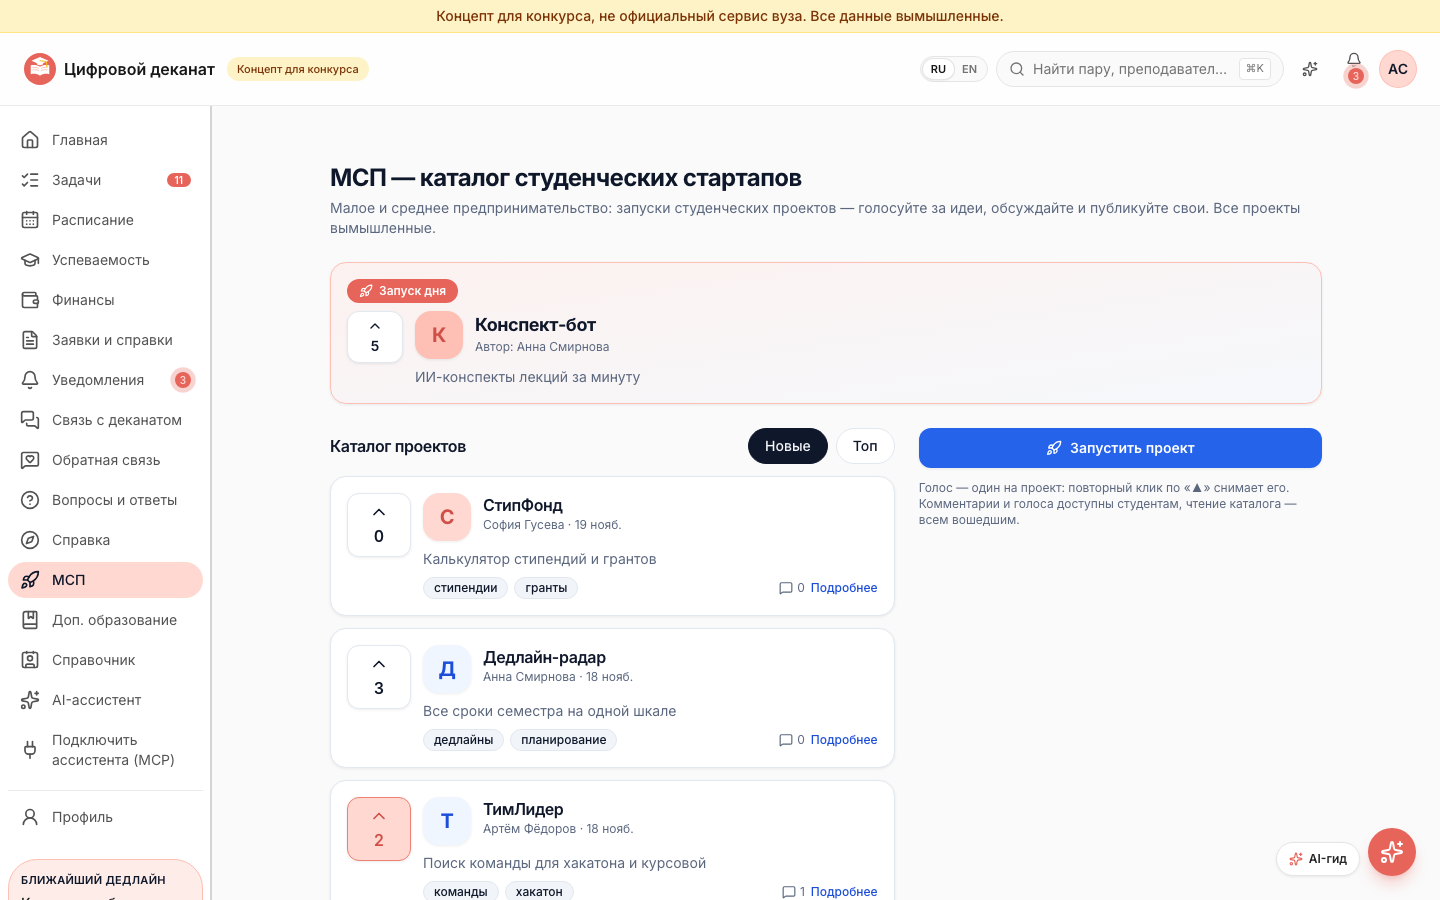 Концепт для конкурса, не официальный сервис вуза. Все данные вымышленные.
Цифровой деканат
Концепт для конкурса
RU EN
Найти пару, преподавател... ⌘K
3
АС
Главная
Задачи 11
Расписание
Успеваемость
Финансы
Заявки и справки
Уведомления 3
Связь с деканатом
Обратная связь
Вопросы и ответы
Справка
МСП
Доп. образование
Справочник
AI-ассистент
Подключить
ассистента (MCP)
Профиль
БЛИЖАЙШИЙ ДЕДЛАЙН
МСП — каталог студенческих стартапов
Малое и среднее предпринимательство: запуски студенческих проектов — голосуйте за идеи, обсуждайте и публикуйте свои. Все проекты
вымышленные.
Запуск дня
5
К
Конспект-бот
Автор: Анна Смирнова
ИИ-конспекты лекций за минуту
Каталог проектов
Новые Топ
0
С
СтипФонд
София Гусева · 19 нояб.
Калькулятор стипендий и грантов
стипендии гранты
0 Подробнее
3
Д
Дедлайн-радар
Анна Смирнова · 18 нояб.
Все сроки семестра на одной шкале
дедлайны планирование
0 Подробнее
2
Т
ТимЛидер
Артём Фёдоров · 18 нояб.
Поиск команды для хакатона и курсовой
команды хакатон
1 Подробнее
Запустить проект
Голос — один на проект: повторный клик по «▲» снимает его.
Комментарии и голоса доступны студентам, чтение каталога —
всем вошедшим.
AI-гид